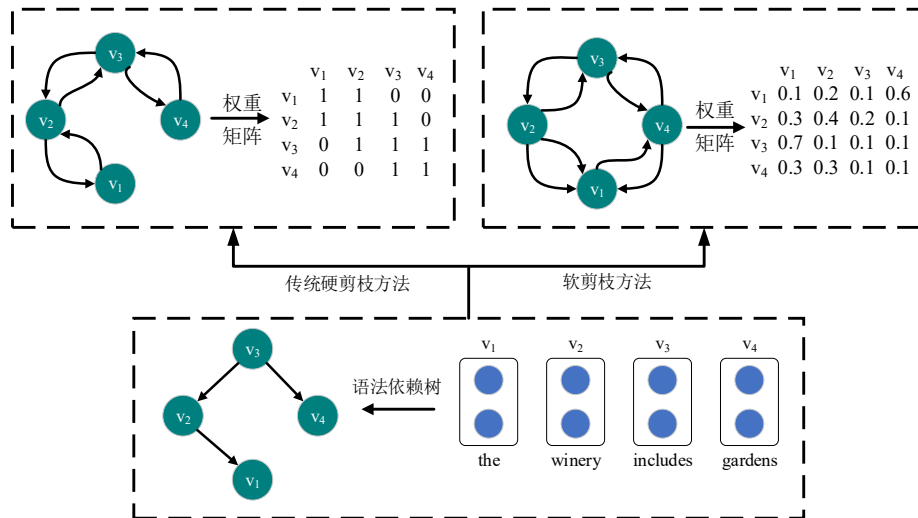 v3
v2
v4
v1
权重
矩阵
v1 v2 v3 v4
v1 1 1 0 0
v2 1 1 1 0
v3 0 1 1 1
v4 0 0 1 1
v3
v2
v4
v1
权重
矩阵
v1 v2 v3 v4
v1 0.1 0.2 0.1 0.6
v2 0.3 0.4 0.2 0.1
v3 0.7 0.1 0.1 0.1
v4 0.3 0.3 0.1 0.1
传统硬剪枝方法
软剪枝方法
v3
v2
v4
v1
语法依赖树
v1 v2 v3 v4
the winery includes gardens